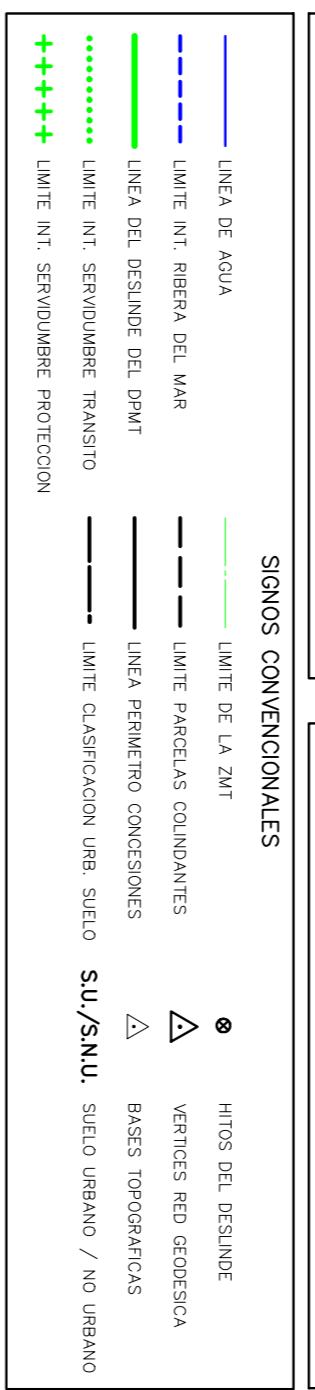 SIGNOS CONVENCIONALES
LINEA DE AGUA
LIMITE INT. RIBERA DEL MAR
LINEA DEL DESLINDE DEL DPMT
LIMITE INT. SERVIDUMBRE TRANSITO
LIMITE INT. SERVIDUMBRE PROTECCION
LIMITE DE LA ZMT
LIMITE PARCELAS COLINDANTES
LINEA PERIMETRO CONCESIONES
LIMITE CLASIFICACION URB. SUELO
HITOS DEL DESLINDE
VERTICES RED GEODESICA
BASES TOPOGRAFICAS
S.U./S.N.U. SUELO URBANO / NO URBANO